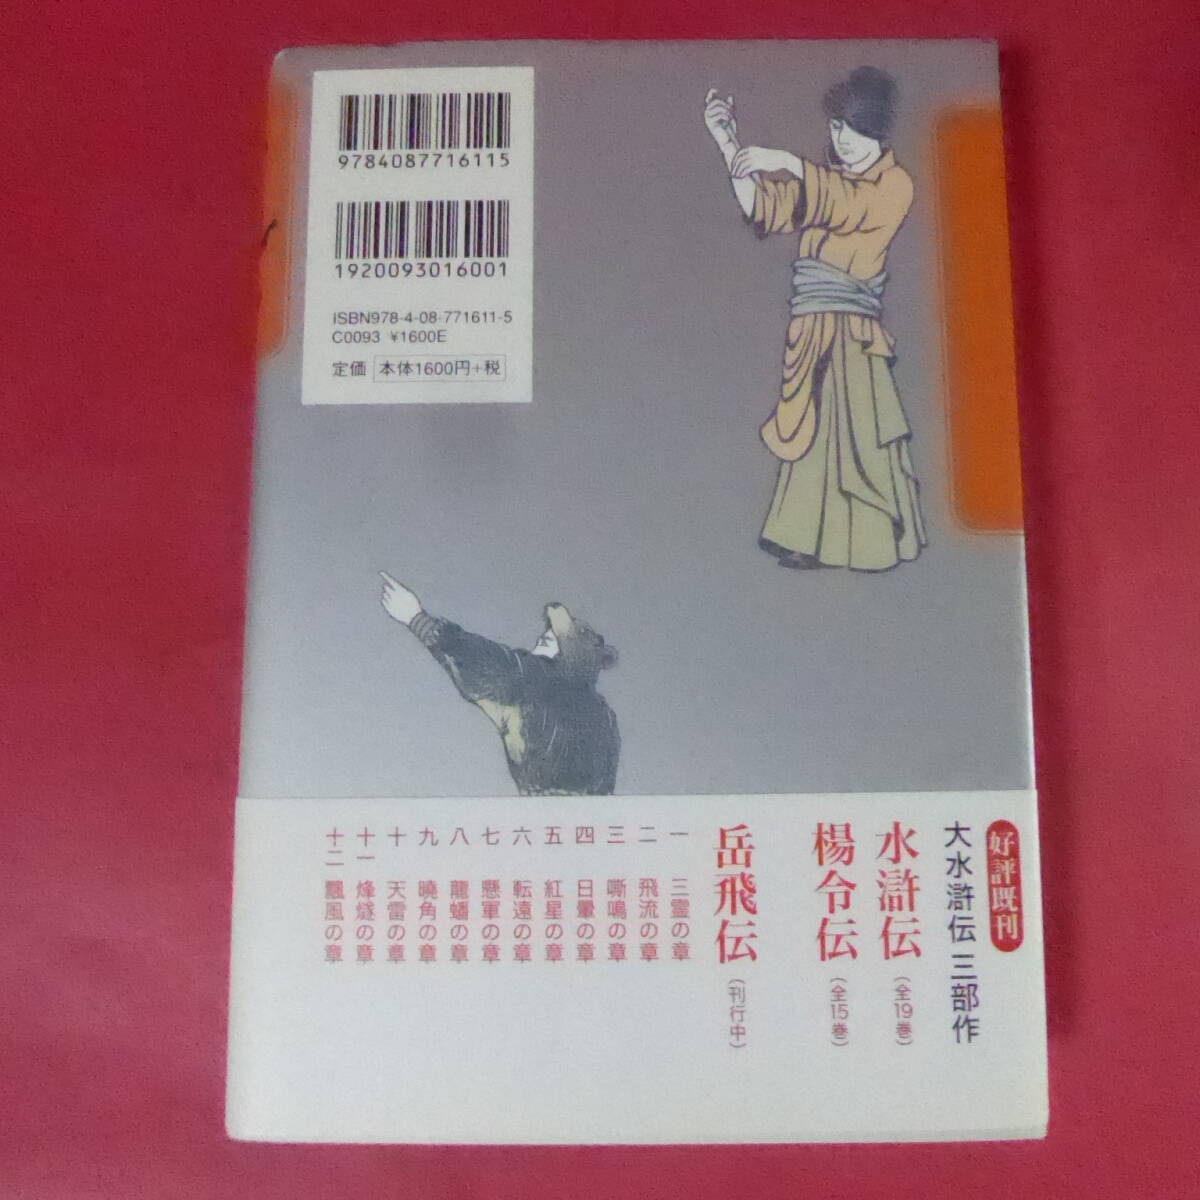 9784087716115
1920093016001
ISBN978-4-08-771611-5
C0093 ¥1600E
定価 本体1600円+税
好評既刊
大水滸伝 三部作
水滸伝 (全19巻)
楊令伝 (全15巻)
岳飛伝 (刊行中)
一 三霊の章
二 飛流の章
三 嘶鳴の章
四 日暈の章
五 紅星の章
六 転遠の章
七 懸軍の章
八 龍蟠の章
九 曉角の章
十 天雷の章
十一 烽燧の章
十二 飄風の章